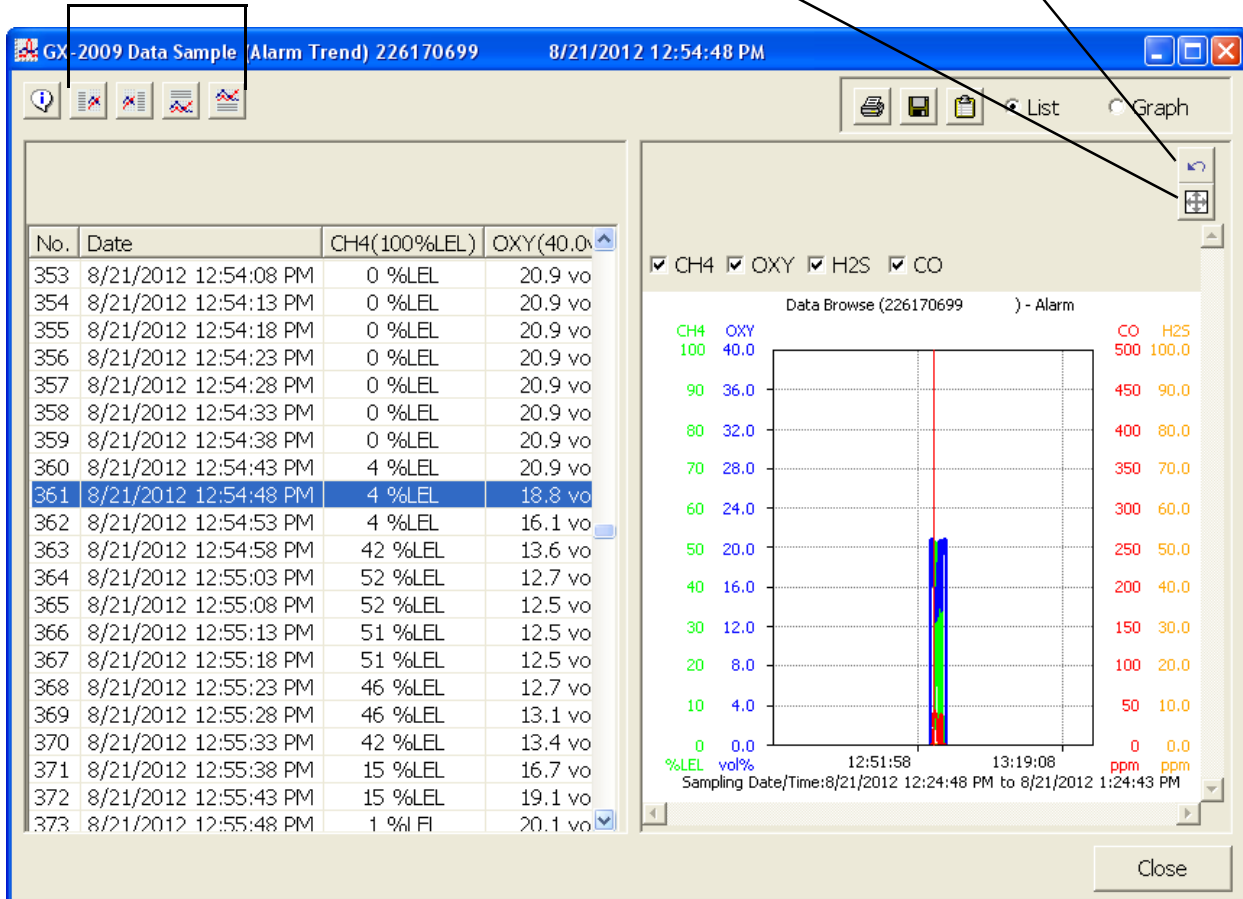 GX-2009 Data Sample (Alarm Trend) 226170699 8/21/2012 12:54:48 PM
List Graph
No. Date CH4(100%LEL) OXY(40.0v
353 8/21/2012 12:54:08 PM 0 %LEL 20.9 vo
354 8/21/2012 12:54:13 PM 0 %LEL 20.9 vo
355 8/21/2012 12:54:18 PM 0 %LEL 20.9 vo
356 8/21/2012 12:54:23 PM 0 %LEL 20.9 vo
357 8/21/2012 12:54:28 PM 0 %LEL 20.9 vo
358 8/21/2012 12:54:33 PM 0 %LEL 20.9 vo
359 8/21/2012 12:54:38 PM 0 %LEL 20.9 vo
360 8/21/2012 12:54:43 PM 4 %LEL 20.9 vo
361 8/21/2012 12:54:48 PM 4 %LEL 18.8 vo
362 8/21/2012 12:54:53 PM 4 %LEL 16.1 vo
363 8/21/2012 12:54:58 PM 42 %LEL 13.6 vo
364 8/21/2012 12:55:03 PM 52 %LEL 12.7 vo
365 8/21/2012 12:55:08 PM 52 %LEL 12.5 vo
366 8/21/2012 12:55:13 PM 51 %LEL 12.5 vo
367 8/21/2012 12:55:18 PM 51 %LEL 12.5 vo
368 8/21/2012 12:55:23 PM 46 %LEL 12.7 vo
369 8/21/2012 12:55:28 PM 46 %LEL 13.1 vo
370 8/21/2012 12:55:33 PM 42 %LEL 13.4 vo
371 8/21/2012 12:55:38 PM 15 %LEL 16.7 vo
372 8/21/2012 12:55:43 PM 15 %LEL 19.1 vo
373 8/21/2012 12:55:48 PM 1 %LEL 20.1 vo
CH4 OXY H2S CO
Data Browse (226170699 ) - Alarm
CH4 OXY CO H2S
100 40.0 500 100.0
90 36.0 450 90.0
80 32.0 400 80.0
70 28.0 350 70.0
60 24.0 300 60.0
50 20.0 250 50.0
40 16.0 200 40.0
30 12.0 150 30.0
20 8.0 100 20.0
10 4.0 50 10.0
0 0.0 0 0.0
%LEL vol% 12:51:58 13:19:08 ppm ppm
Sampling Date/Time:8/21/2012 12:24:48 PM to 8/21/2012 1:24:43 PM
Close